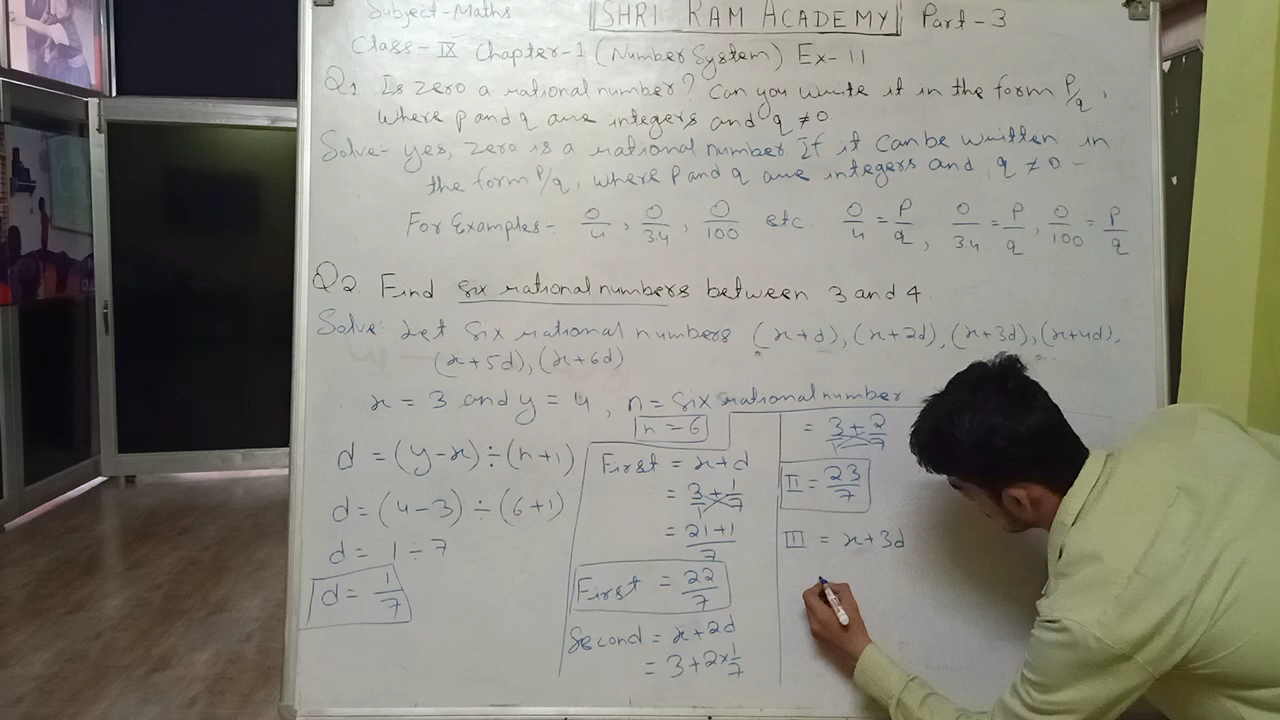 Subject-Maths SHRI RAM ACADEMY Part-3
Class-IX Chapter-1 (Number System) Ex-1.1
Q1. Is zero a rational number? Can you write it in the form P/q,
where p and q are integers and q ≠ 0.
Solve- yes, zero is a rational number. If it can be written in
the form P/q, where p and q are integers and q ≠ 0 -
For Examples- 0/4, 0/34, 0/100 etc 0/4 = P/q, 0/34 = P/q, 0/100 = P/q
Q2. Find six rational numbers between 3 and 4
Solve: Let six rational numbers (x+d), (x+2d), (x+3d), (x+4d),
(x+5d), (x+6d)
x = 3 and y = 4, n = six rational number
n = 6
d = (y-x) ÷ (n+1)
d = (4-3) ÷ (6+1)
d = 1 ÷ 7
d = 1/7
First = x+d
= 3/1 + 1/7
= 21+1/7
First = 22/7
Second = x+2d
= 3+2×1/7
= 3/1 + 2/7
II = 23/7
III = x+3d